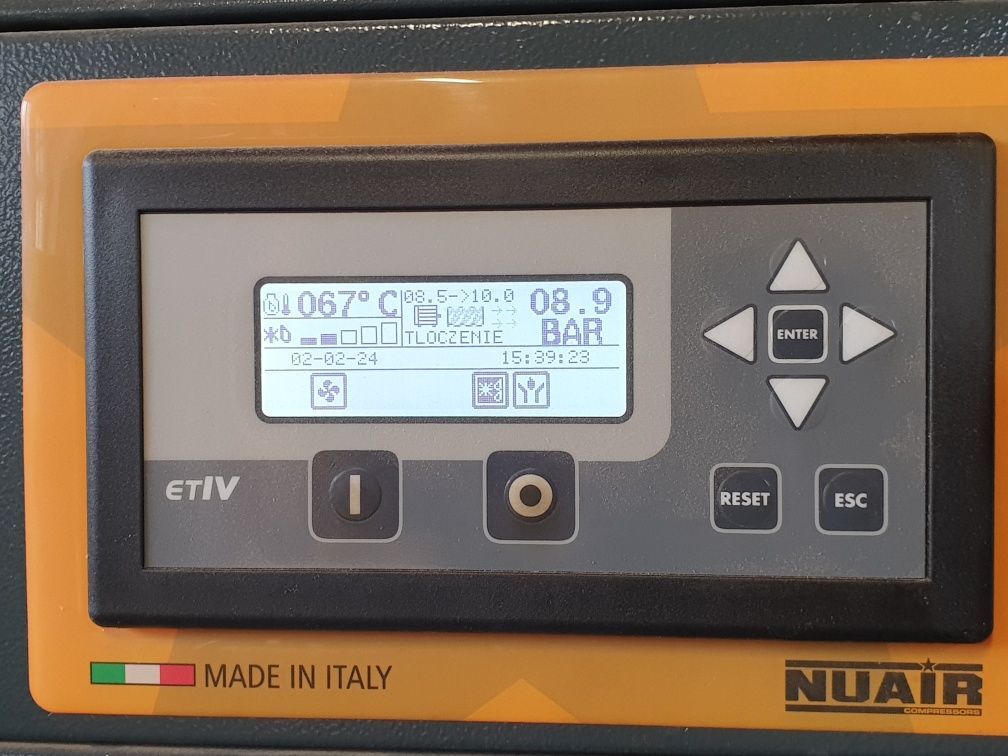 067° C
08.5->10.0
08.9
BAR
TLOCZENIE
02-02-24
15:39:23
ENTER
ETIV
I
O
RESET
ESC
MADE IN ITALY
NUAIR
COMPRESSORS